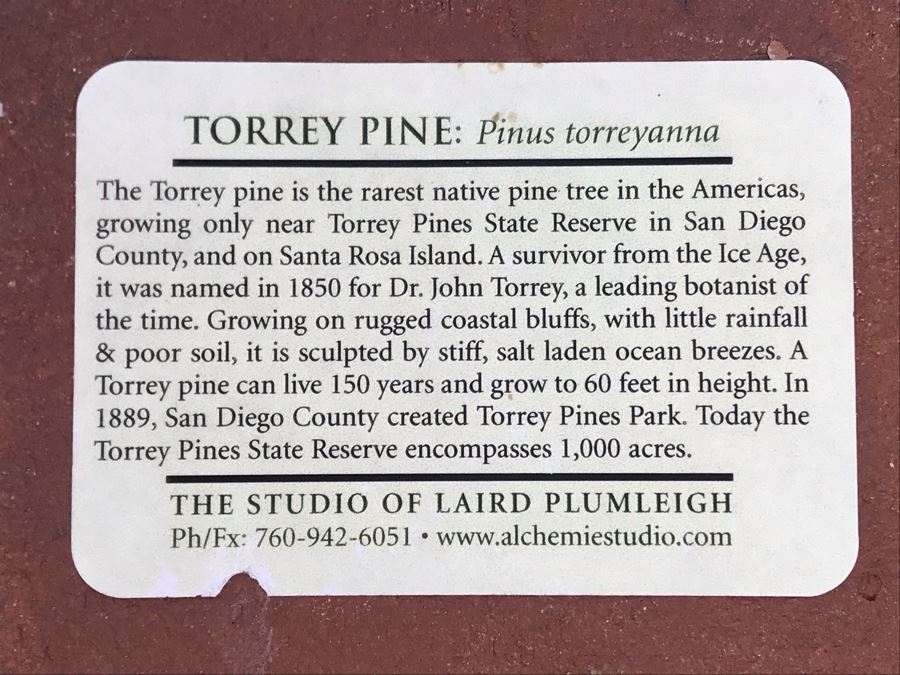 TORREY PINE: Pinus torreyanna
The Torrey pine is the rarest native pine tree in the Americas,
growing only near Torrey Pines State Reserve in San Diego
County, and on Santa Rosa Island. A survivor from the Ice Age,
it was named in 1850 for Dr. John Torrey, a leading botanist of
the time. Growing on rugged coastal bluffs, with little rainfall
& poor soil, it is sculpted by stiff, salt laden ocean breezes. A
Torrey pine can live 150 years and grow to 60 feet in height. In
1889, San Diego County created Torrey Pines Park. Today the
Torrey Pines State Reserve encompasses 1,000 acres.
THE STUDIO OF LAIRD PLUMLEIGH
Ph/Fx: 760-942-6051 • www.alchemiestudio.com